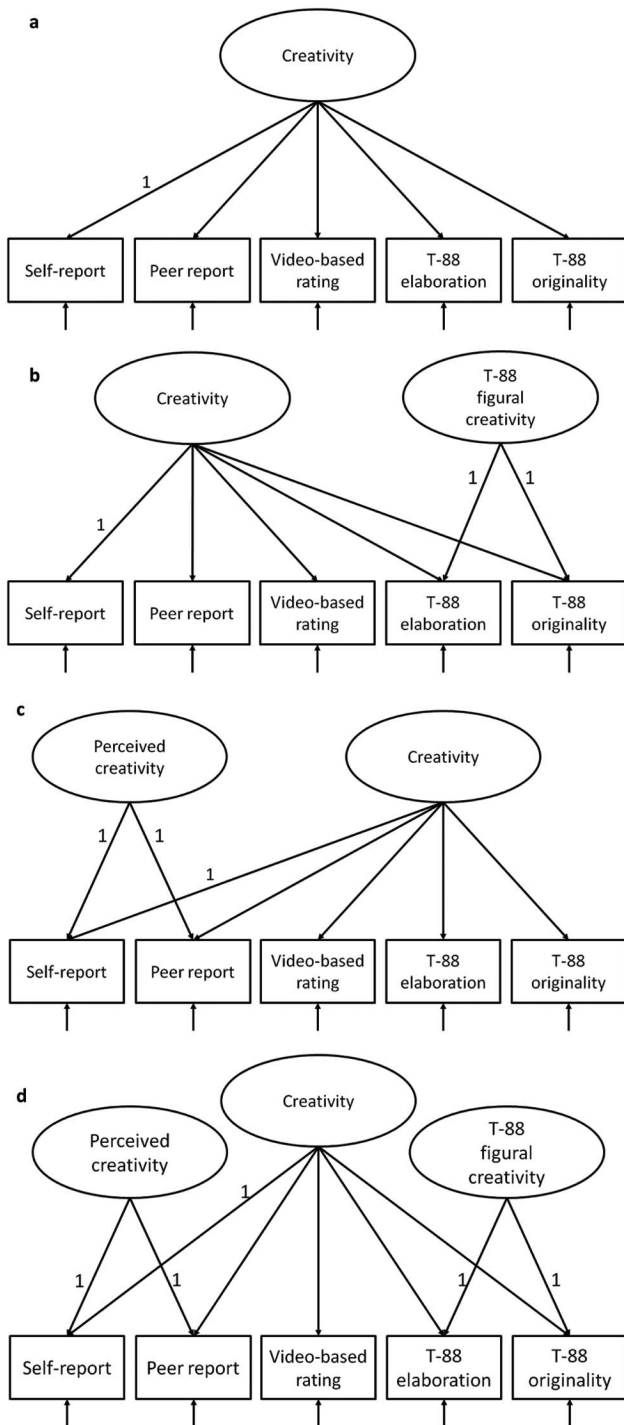 a
Creativity
1
Self-report
Peer report
Video-based
rating
T-88
elaboration
T-88
originality
b
Creativity
T-88
figural
creativity
1
1
1
Self-report
Peer report
Video-based
rating
T-88
elaboration
T-88
originality
c
Perceived
creativity
Creativity
1
1
1
Self-report
Peer report
Video-based
rating
T-88
elaboration
T-88
originality
d
Creativity
Perceived
creativity
T-88
figural
creativity
1
1
1
1
1
Self-report
Peer report
Video-based
rating
T-88
elaboration
T-88
originality